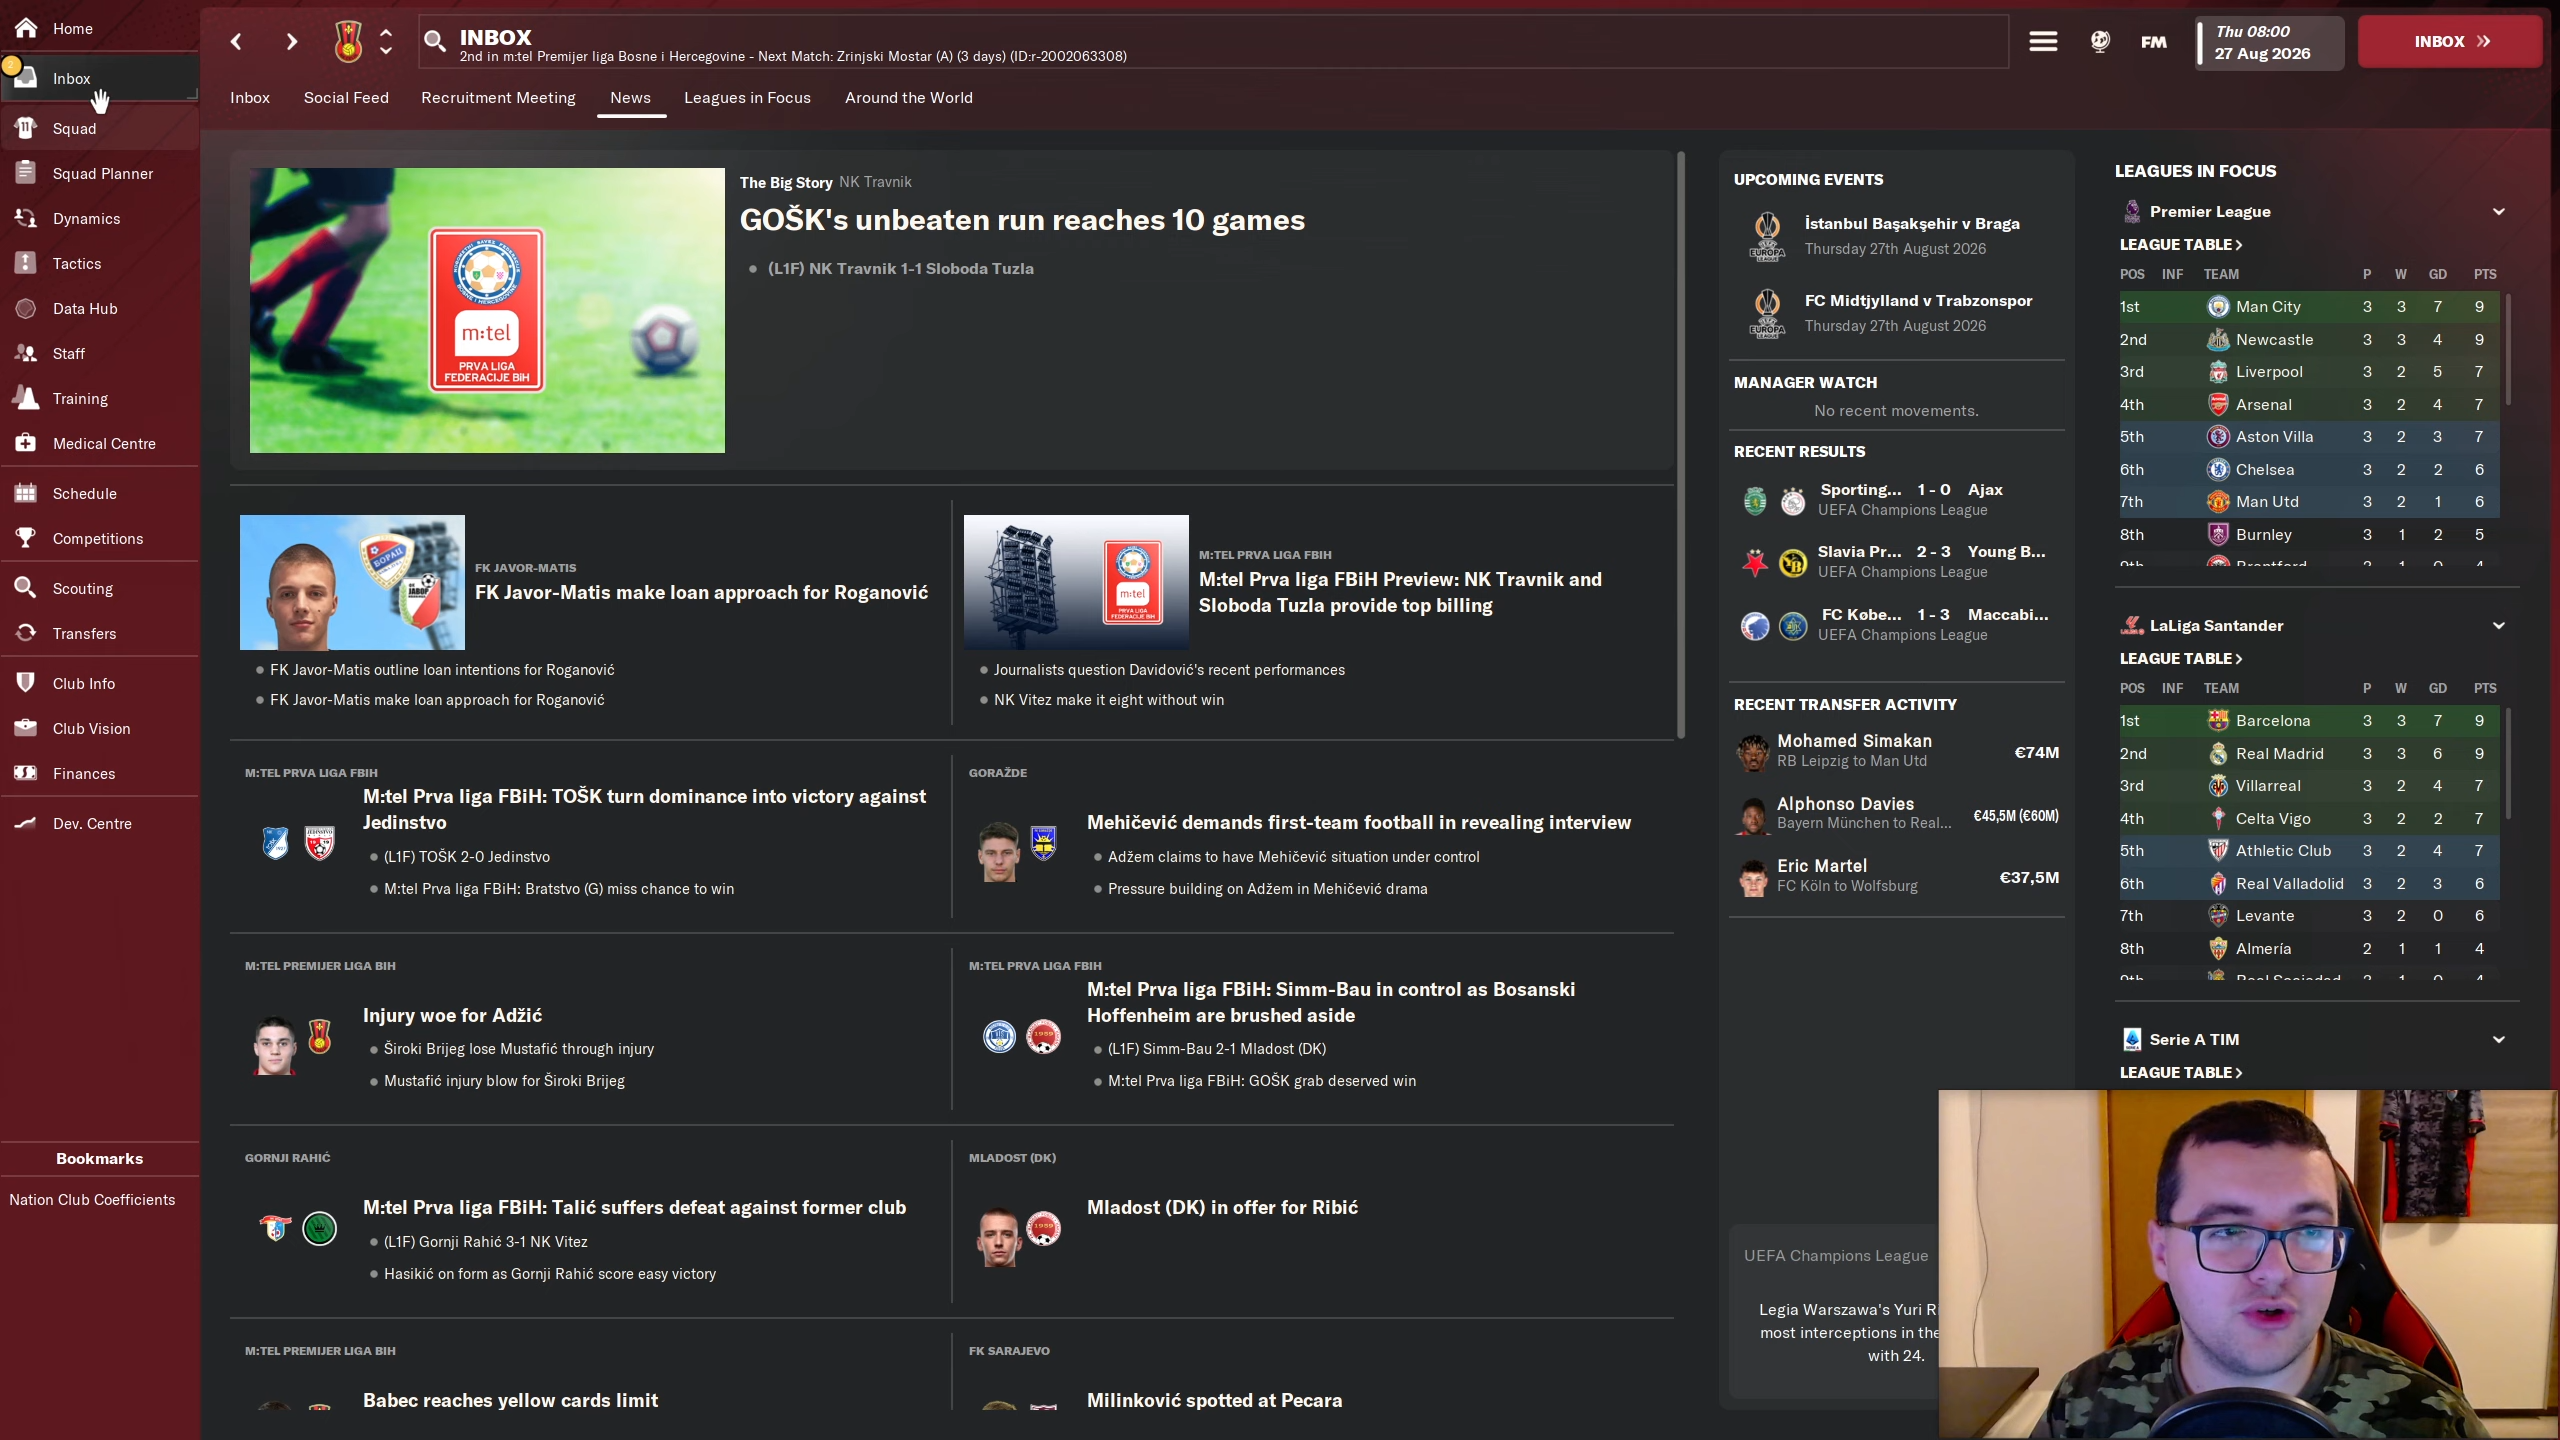 Home
Inbox
Squad
Squad Planner
Dynamics
Tactics
Data Hub
Staff
Training
Medical Centre
Schedule
Competitions
Scouting
Transfers
Club Info
Club Vision
Finances
Dev. Centre
Bookmarks
Nation Club Coefficients
INBOX
2nd in m:tel Premijer liga Bosne i Hercegovine - Next Match: Zrinjski Mostar (A) (3 days) (ID:r-2002063308)
FM
Thu 08:00
27 Aug 2026
INBOX
Inbox Social Feed Recruitment Meeting News Leagues in Focus Around the World
m:tel
PRVA LIGA
FEDERACIJE BiH
The Big Story NK Travnik
GOŠK's unbeaten run reaches 10 games
(L1F) NK Travnik 1-1 Sloboda Tuzla
FK JAVOR-MATIS
FK Javor-Matis make loan approach for Roganović
FK Javor-Matis outline loan intentions for Roganović
FK Javor-Matis make loan approach for Roganović
M:TEL PRVA LIGA FBIH
M:tel Prva liga FBiH Preview: NK Travnik and
Sloboda Tuzla provide top billing
Journalists question Davidović's recent performances
NK Vitez make it eight without win
M:TEL PRVA LIGA FBIH
M:tel Prva liga FBiH: TOŠK turn dominance into victory against
Jedinstvo
(L1F) TOŠK 2-0 Jedinstvo
M:tel Prva liga FBiH: Bratstvo (G) miss chance to win
GORAŽDE
Mehičević demands first-team football in revealing interview
Adžem claims to have Mehičević situation under control
Pressure building on Adžem in Mehičević drama
M:TEL PREMIJER LIGA BIH
Injury woe for Adžić
Široki Brijeg lose Mustafić through injury
Mustafić injury blow for Široki Brijeg
M:TEL PRVA LIGA FBIH
M:tel Prva liga FBiH: Simm-Bau in control as Bosanski
Hoffenheim are brushed aside
(L1F) Simm-Bau 2-1 Mladost (DK)
M:tel Prva liga FBiH: GOŠK grab deserved win
GORNJI RAHIĆ
M:tel Prva liga FBiH: Talić suffers defeat against former club
(L1F) Gornji Rahić 3-1 NK Vitez
Hasikić on form as Gornji Rahić score easy victory
MLADOST (DK)
Mladost (DK) in offer for Ribić
M:TEL PREMIJER LIGA BIH
Babec reaches yellow cards limit
FK SARAJEVO
Milinković spotted at Pecara
UPCOMING EVENTS
İstanbul Başakşehir v Braga
Thursday 27th August 2026
FC Midtjylland v Trabzonspor
Thursday 27th August 2026
MANAGER WATCH
No recent movements.
RECENT RESULTS
Sporting... 1 - 0 Ajax
UEFA Champions League
Slavia Pr... 2 - 3 Young B...
UEFA Champions League
FC Købe... 1 - 3 Maccabi...
UEFA Champions League
RECENT TRANSFER ACTIVITY
Mohamed Simakan
RB Leipzig to Man Utd
€74M
Alphonso Davies
Bayern München to Real...
€45,5M (€60M)
Eric Martel
FC Köln to Wolfsburg
€37,5M
UEFA Champions League
Legia Warszawa's Yuri
most interceptions in the
with 24.
LEAGUES IN FOCUS
Premier League
LEAGUE TABLE
POS INF TEAM P W GD PTS
1st Man City 3 3 7 9
2nd Newcastle 3 3 4 9
3rd Liverpool 3 2 5 7
4th Arsenal 3 2 4 7
5th Aston Villa 3 2 3 7
6th Chelsea 3 2 2 6
7th Man Utd 3 2 1 6
8th Burnley 3 1 2 5
9th Brentford 3 1 0 4
LaLiga Santander
LEAGUE TABLE
POS INF TEAM P W GD PTS
1st Barcelona 3 3 7 9
2nd Real Madrid 3 3 6 9
3rd Villarreal 3 2 4 7
4th Celta Vigo 3 2 2 7
5th Athletic Club 3 2 4 7
6th Real Valladolid 3 2 3 6
7th Levante 3 2 0 6
8th Almería 2 1 1 4
9th Real Sociedad 3 1 0 4
Serie A TIM
LEAGUE TABLE